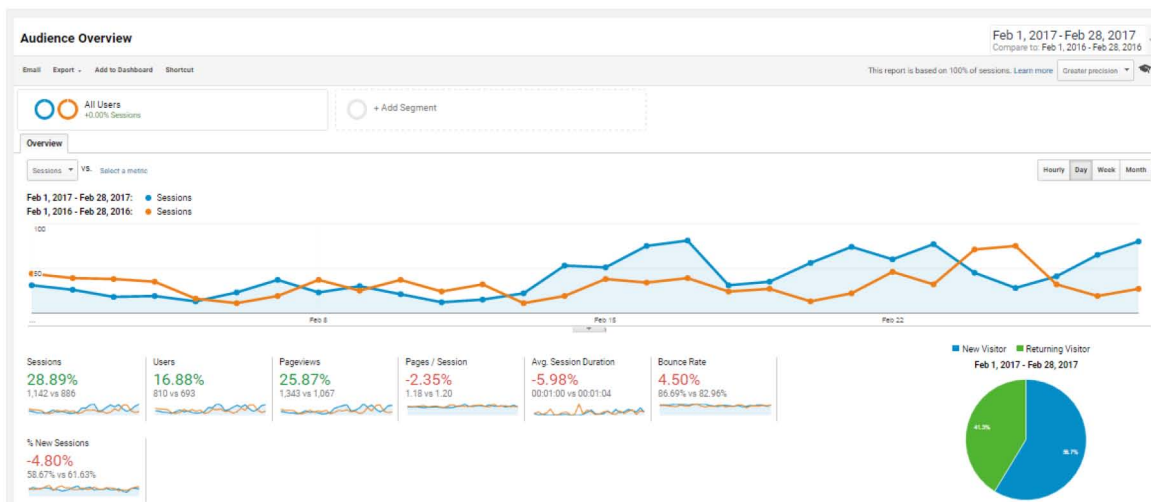 Audience Overview
Feb 1, 2017 - Feb 28, 2017
Compare to: Feb 1, 2016 - Feb 28, 2016
Email Export Add to Dashboard Shortcut
This report is based on 100% of sessions. Learn more Greater precision
All Users
+0.00% Sessions
+ Add Segment
Overview
Sessions VS. Select a metric
Hourly Day Week Month
Feb 1, 2017 - Feb 28, 2017: Sessions
Feb 1, 2016 - Feb 28, 2016: Sessions
100
50
... Feb 8 Feb 15 Feb 22
New Visitor Returning Visitor
Feb 1, 2017 - Feb 28, 2017
Sessions Users Pageviews Pages / Session Avg. Session Duration Bounce Rate
28.89% 16.88% 25.87% -2.35% -5.98% 4.50%
1,142 vs 886 810 vs 693 1,343 vs 1,067 1.18 vs 1.20 00:01:00 vs 00:01:04 86.69% vs 82.96%
41.3%
58.7%
% New Sessions
-4.80%
58.67% vs 61.63%